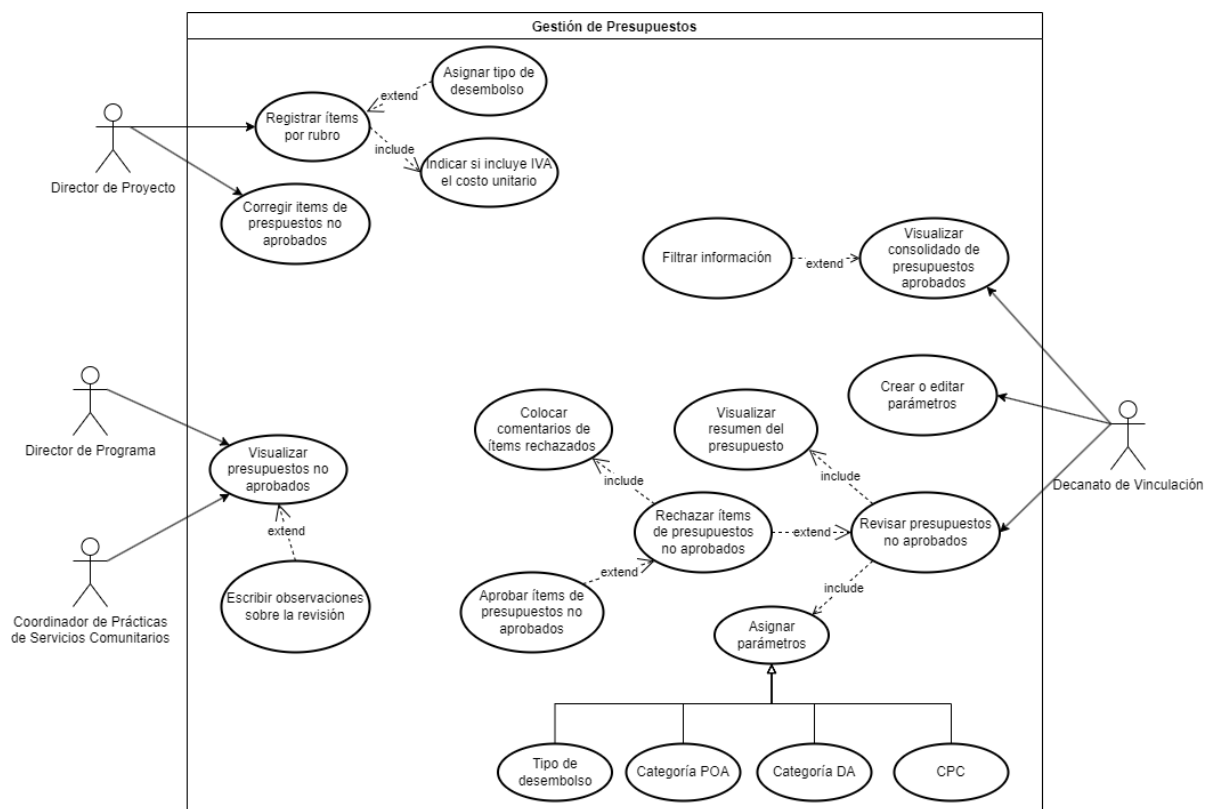 Gestión de Presupuestos
Asignar tipo de
desembolso
extend
Registrar ítems
por rubro
include
Indicar si incluye IVA
el costo unitario
Director de Proyecto
Corregir items de
prespuestos no
aprobados
Filtrar información
extend
Visualizar
consolidado de
presupuestos
aprobados
Crear o editar
parámetros
Director de Programa
Colocar
comentarios de
ítems rechazados
Visualizar
resumen del
presupuesto
Visualizar
presupuestos no
aprobados
Decanato de Vinculación
include
include
Rechazar ítems
de presupuestos
no aprobados
extend
Revisar presupuestos
no aprobados
extend
extend
include
Coordinador de Prácticas
de Servicios Comunitarios
Escribir observaciones
sobre la revisión
Aprobar ítems de
presupuestos no
aprobados
Asignar
parámetros
Tipo de
desembolso
Categoría POA
Categoría DA
CPC